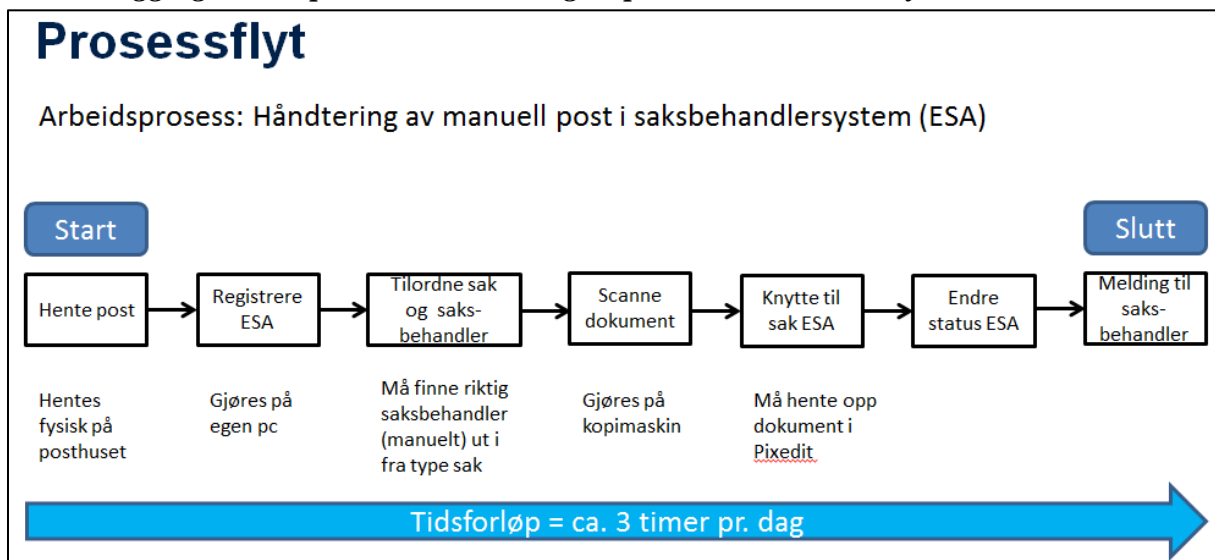 Prosessflyt
Arbeidsprosess: Håndtering av manuell post i saksbehandlersystem (ESA)
Start
Slutt
Hente post
Registrere
ESA
Tilordne sak
og saks-
behandler
Scanne
dokument
Knytte til
sak ESA
Endre
status ESA
Melding til
saks-
behandler
Hentes
fysisk på
posthuset
Gjøres på
egen pc
Må finne riktig
saksbehandler
(manuelt) ut i
fra type sak
Gjøres på
kopimaskin
Må hente opp
dokument i
Pixedit
Tidsforløp = ca. 3 timer pr. dag